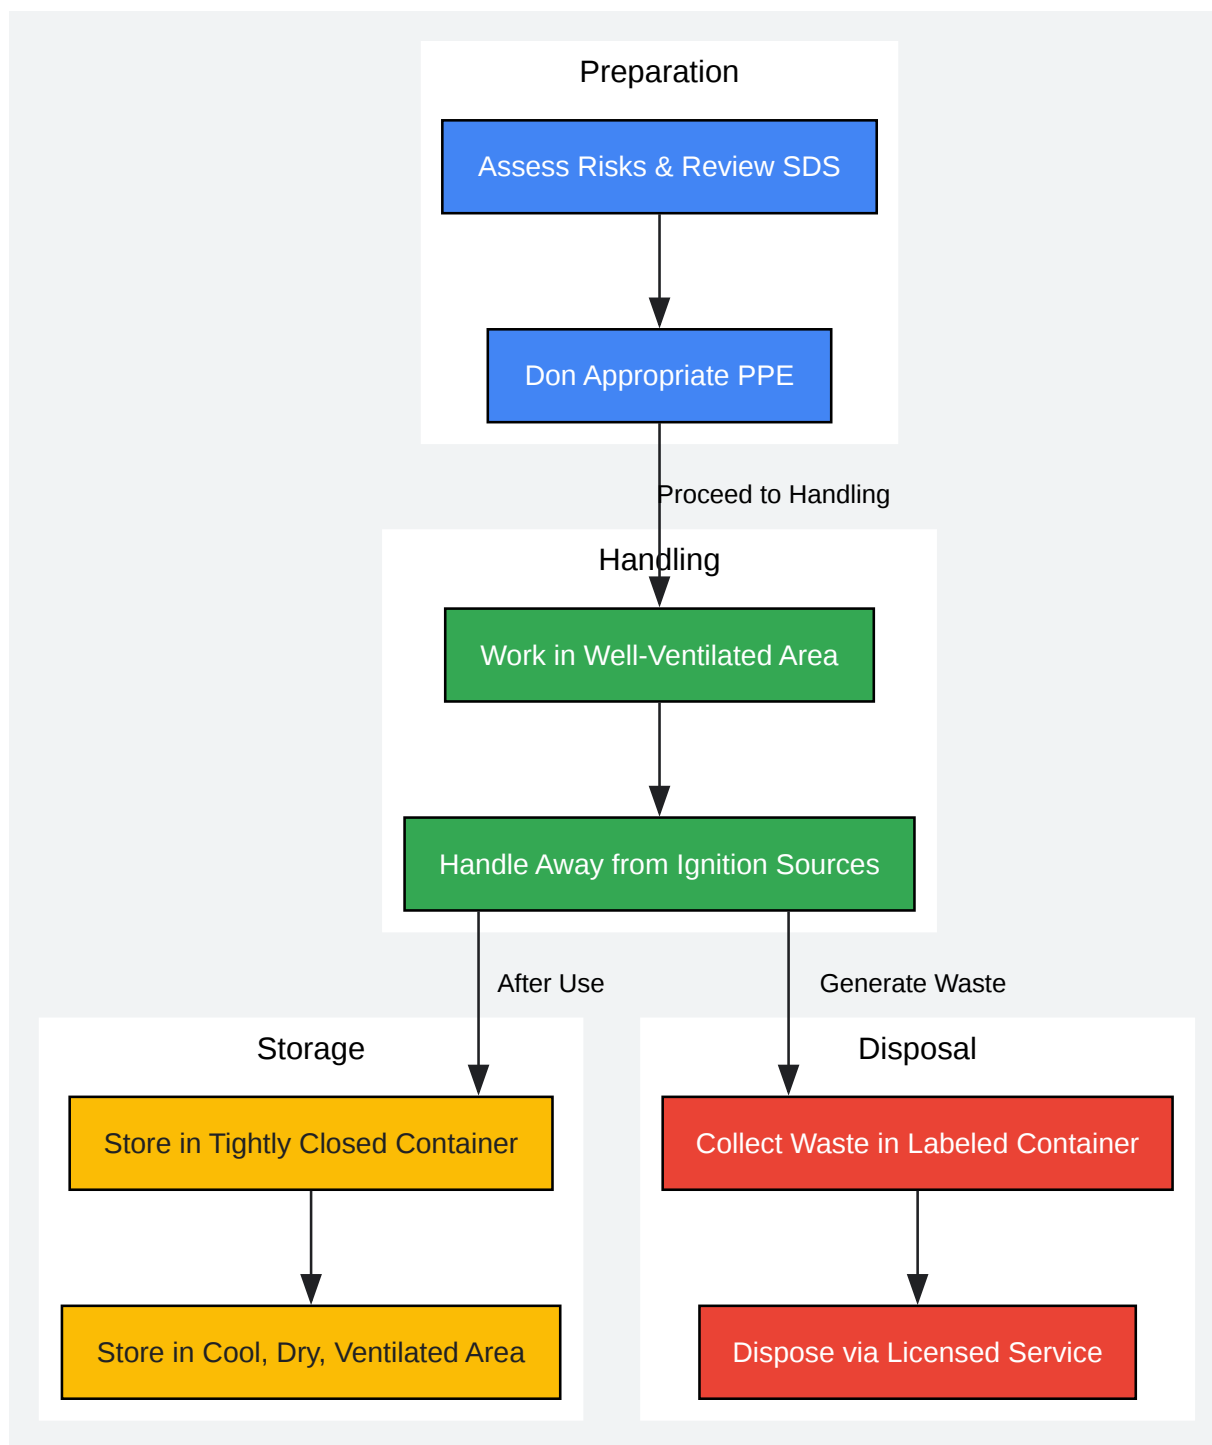 Preparation
Assess Risks & Review SDS
Don Appropriate PPE
Proceed to Handling
Handling
Work in Well-Ventilated Area
Handle Away from Ignition Sources
After Use
Generate Waste
Storage
Disposal
Store in Tightly Closed Container
Collect Waste in Labeled Container
Store in Cool, Dry, Ventilated Area
Dispose via Licensed Service